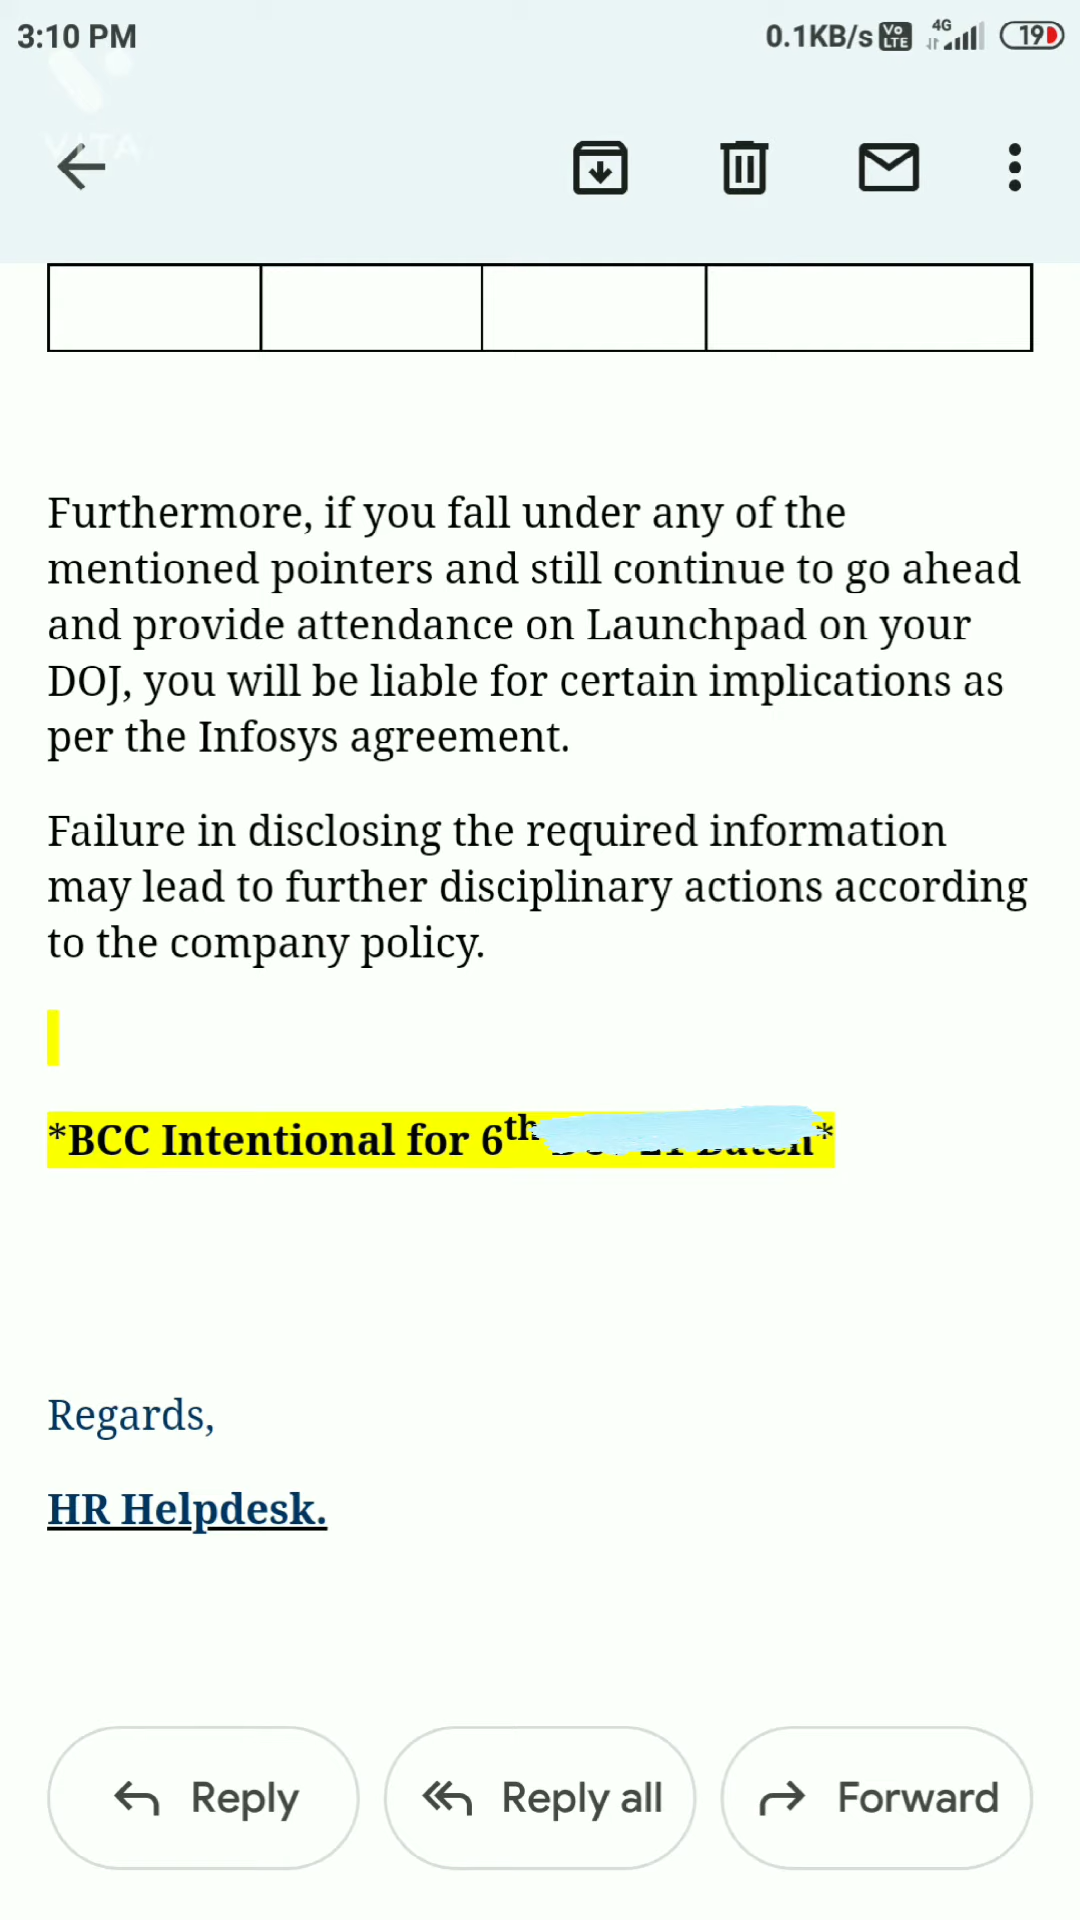 3:10 PM 0.1KB/s Vo LTE 4G 19
VITA
Furthermore, if you fall under any of the
mentioned pointers and still continue to go ahead
and provide attendance on Launchpad on your
DOJ, you will be liable for certain implications as
per the Infosys agreement.
Failure in disclosing the required information
may lead to further disciplinary actions according
to the company policy.
*BCC Intentional for 6th *
Regards,
HR Helpdesk.
Reply Reply all Forward